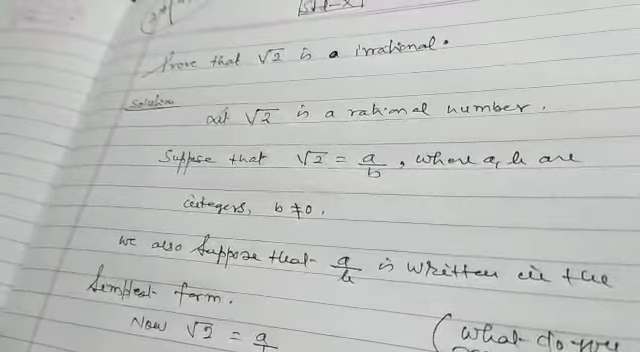 Prove that √2 is a irrational.
Solution
Let √2 is a rational number.
Suppose that √2 = a/b, where a, b are
integers, b ≠ 0.
we also Suppose that a/b is written in the
Simplest form.
Now √2 = a/
(what do you